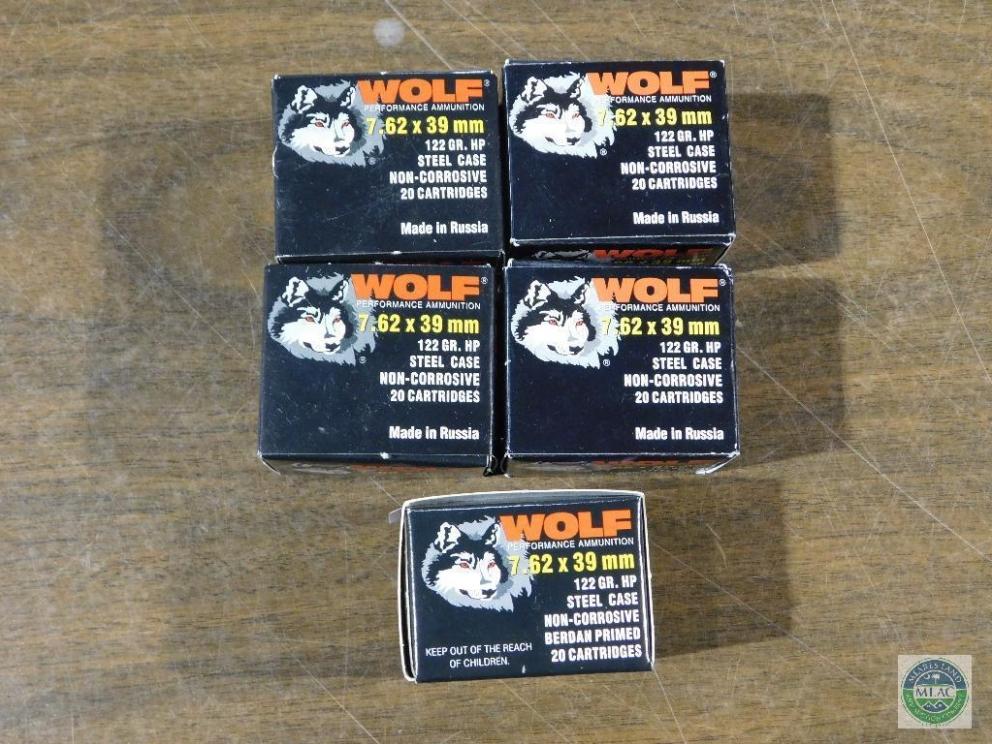 WOLF®
PERFORMANCE AMMUNITION
7.62 x 39 mm
122 GR. HP
STEEL CASE
NON-CORROSIVE
20 CARTRIDGES
Made in Russia
®
WOLF®
PERFORMANCE AMMUNITION
7.62 x 39 mm
122 GR. HP
STEEL CASE
NON-CORROSIVE
20 CARTRIDGES
Made in Russia
®
WOLF
WOLF®
PERFORMANCE AMMUNITION
7.62 x 39 mm
122 GR. HP
STEEL CASE
NON-CORROSIVE
20 CARTRIDGES
Made in Russia
®
WOLF®
PERFORMANCE AMMUNITION
7.62 x 39 mm
122 GR. HP
STEEL CASE
NON-CORROSIVE
20 CARTRIDGES
Made in Russia
®
WOLF
PERFORMANCE AMMUNITION
7.62 x 39 mm
122 GR. HP
STEEL CASE
NON-CORROSIVE
BERDAN PRIMED
20 CARTRIDGES
KEEP OUT OF THE REACH
OF CHILDREN.
MEARES LAND
MLAC